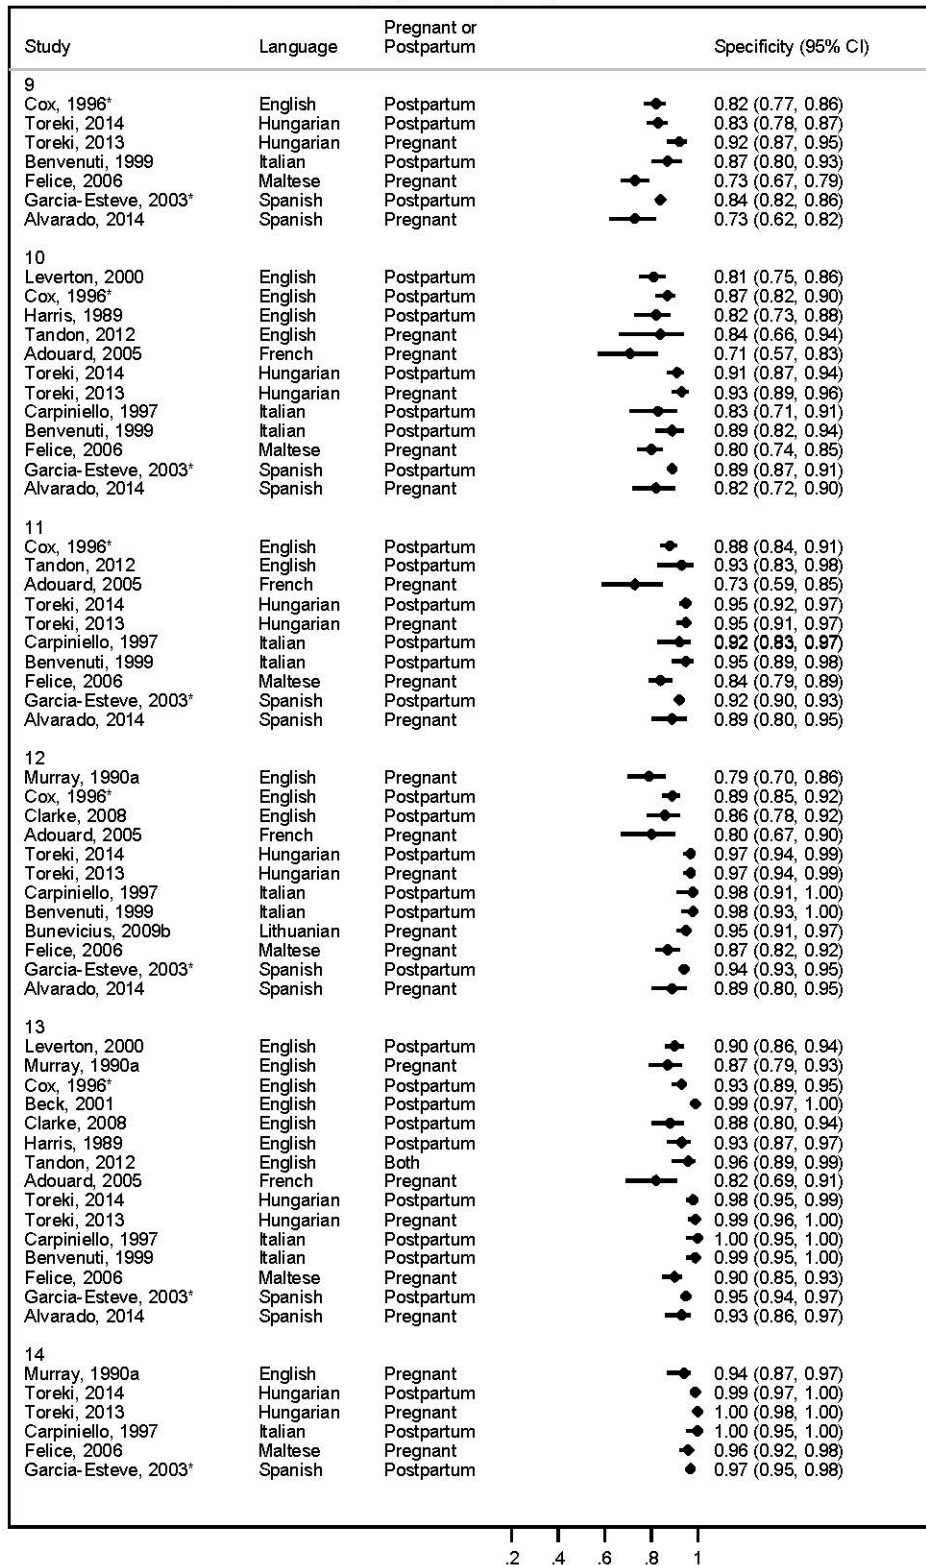 Study Language Pregnant or Postpartum Specificity (95% CI)
9
Cox, 1996* English Postpartum 0.82 (0.77, 0.86)
Toreki, 2014 Hungarian Postpartum 0.83 (0.78, 0.87)
Toreki, 2013 Hungarian Pregnant 0.92 (0.87, 0.95)
Benvenuti, 1999 Italian Postpartum 0.87 (0.80, 0.93)
Felice, 2006 Maltese Pregnant 0.73 (0.67, 0.79)
Garcia-Esteve, 2003* Spanish Postpartum 0.84 (0.82, 0.86)
Alvarado, 2014 Spanish Pregnant 0.73 (0.62, 0.82)
10
Leverton, 2000 English Postpartum 0.81 (0.75, 0.86)
Cox, 1996* English Postpartum 0.87 (0.82, 0.90)
Harris, 1989 English Postpartum 0.82 (0.73, 0.88)
Tandon, 2012 English Pregnant 0.84 (0.66, 0.94)
Adouard, 2005 French Pregnant 0.71 (0.57, 0.83)
Toreki, 2014 Hungarian Postpartum 0.91 (0.87, 0.94)
Toreki, 2013 Hungarian Pregnant 0.93 (0.89, 0.96)
Carpiniello, 1997 Italian Postpartum 0.83 (0.71, 0.91)
Benvenuti, 1999 Italian Postpartum 0.89 (0.82, 0.94)
Felice, 2006 Maltese Pregnant 0.80 (0.74, 0.85)
Garcia-Esteve, 2003* Spanish Postpartum 0.89 (0.87, 0.91)
Alvarado, 2014 Spanish Pregnant 0.82 (0.72, 0.90)
11
Cox, 1996* English Postpartum 0.88 (0.84, 0.91)
Tandon, 2012 English Postpartum 0.93 (0.83, 0.98)
Adouard, 2005 French Pregnant 0.73 (0.59, 0.85)
Toreki, 2014 Hungarian Postpartum 0.95 (0.92, 0.97)
Toreki, 2013 Hungarian Pregnant 0.95 (0.91, 0.97)
Carpiniello, 1997 Italian Postpartum 0.92 (0.83, 0.97)
Benvenuti, 1999 Italian Postpartum 0.95 (0.89, 0.98)
Felice, 2006 Maltese Pregnant 0.84 (0.79, 0.89)
Garcia-Esteve, 2003* Spanish Postpartum 0.92 (0.90, 0.93)
Alvarado, 2014 Spanish Pregnant 0.89 (0.80, 0.95)
12
Murray, 1990a English Pregnant 0.79 (0.70, 0.86)
Cox, 1996* English Postpartum 0.89 (0.85, 0.92)
Clarke, 2008 English Postpartum 0.86 (0.78, 0.92)
Adouard, 2005 French Pregnant 0.80 (0.67, 0.90)
Toreki, 2014 Hungarian Postpartum 0.97 (0.94, 0.99)
Toreki, 2013 Hungarian Pregnant 0.97 (0.94, 0.99)
Carpiniello, 1997 Italian Postpartum 0.98 (0.91, 1.00)
Benvenuti, 1999 Italian Postpartum 0.98 (0.93, 1.00)
Bunevicius, 2009b Lithuanian Pregnant 0.95 (0.91, 0.97)
Felice, 2006 Maltese Pregnant 0.87 (0.82, 0.92)
Garcia-Esteve, 2003* Spanish Postpartum 0.94 (0.93, 0.95)
Alvarado, 2014 Spanish Pregnant 0.89 (0.80, 0.95)
13
Leverton, 2000 English Postpartum 0.90 (0.86, 0.94)
Murray, 1990a English Pregnant 0.87 (0.79, 0.93)
Cox, 1996* English Postpartum 0.93 (0.89, 0.95)
Beck, 2001 English Postpartum 0.99 (0.97, 1.00)
Clarke, 2008 English Postpartum 0.88 (0.80, 0.94)
Harris, 1989 English Postpartum 0.93 (0.87, 0.97)
Tandon, 2012 English Both 0.96 (0.89, 0.99)
Adouard, 2005 French Pregnant 0.82 (0.69, 0.91)
Toreki, 2014 Hungarian Postpartum 0.98 (0.95, 0.99)
Toreki, 2013 Hungarian Pregnant 0.99 (0.96, 1.00)
Carpiniello, 1997 Italian Postpartum 1.00 (0.95, 1.00)
Benvenuti, 1999 Italian Postpartum 0.99 (0.95, 1.00)
Felice, 2006 Maltese Pregnant 0.90 (0.85, 0.93)
Garcia-Esteve, 2003* Spanish Postpartum 0.95 (0.94, 0.97)
Alvarado, 2014 Spanish Pregnant 0.93 (0.86, 0.97)
14
Murray, 1990a English Pregnant 0.94 (0.87, 0.97)
Toreki, 2014 Hungarian Postpartum 0.99 (0.97, 1.00)
Toreki, 2013 Hungarian Pregnant 1.00 (0.98, 1.00)
Carpiniello, 1997 Italian Postpartum 1.00 (0.95, 1.00)
Felice, 2006 Maltese Pregnant 0.96 (0.92, 0.98)
Garcia-Esteve, 2003* Spanish Postpartum 0.97 (0.95, 0.98)
.2 .4 .6 .8 1